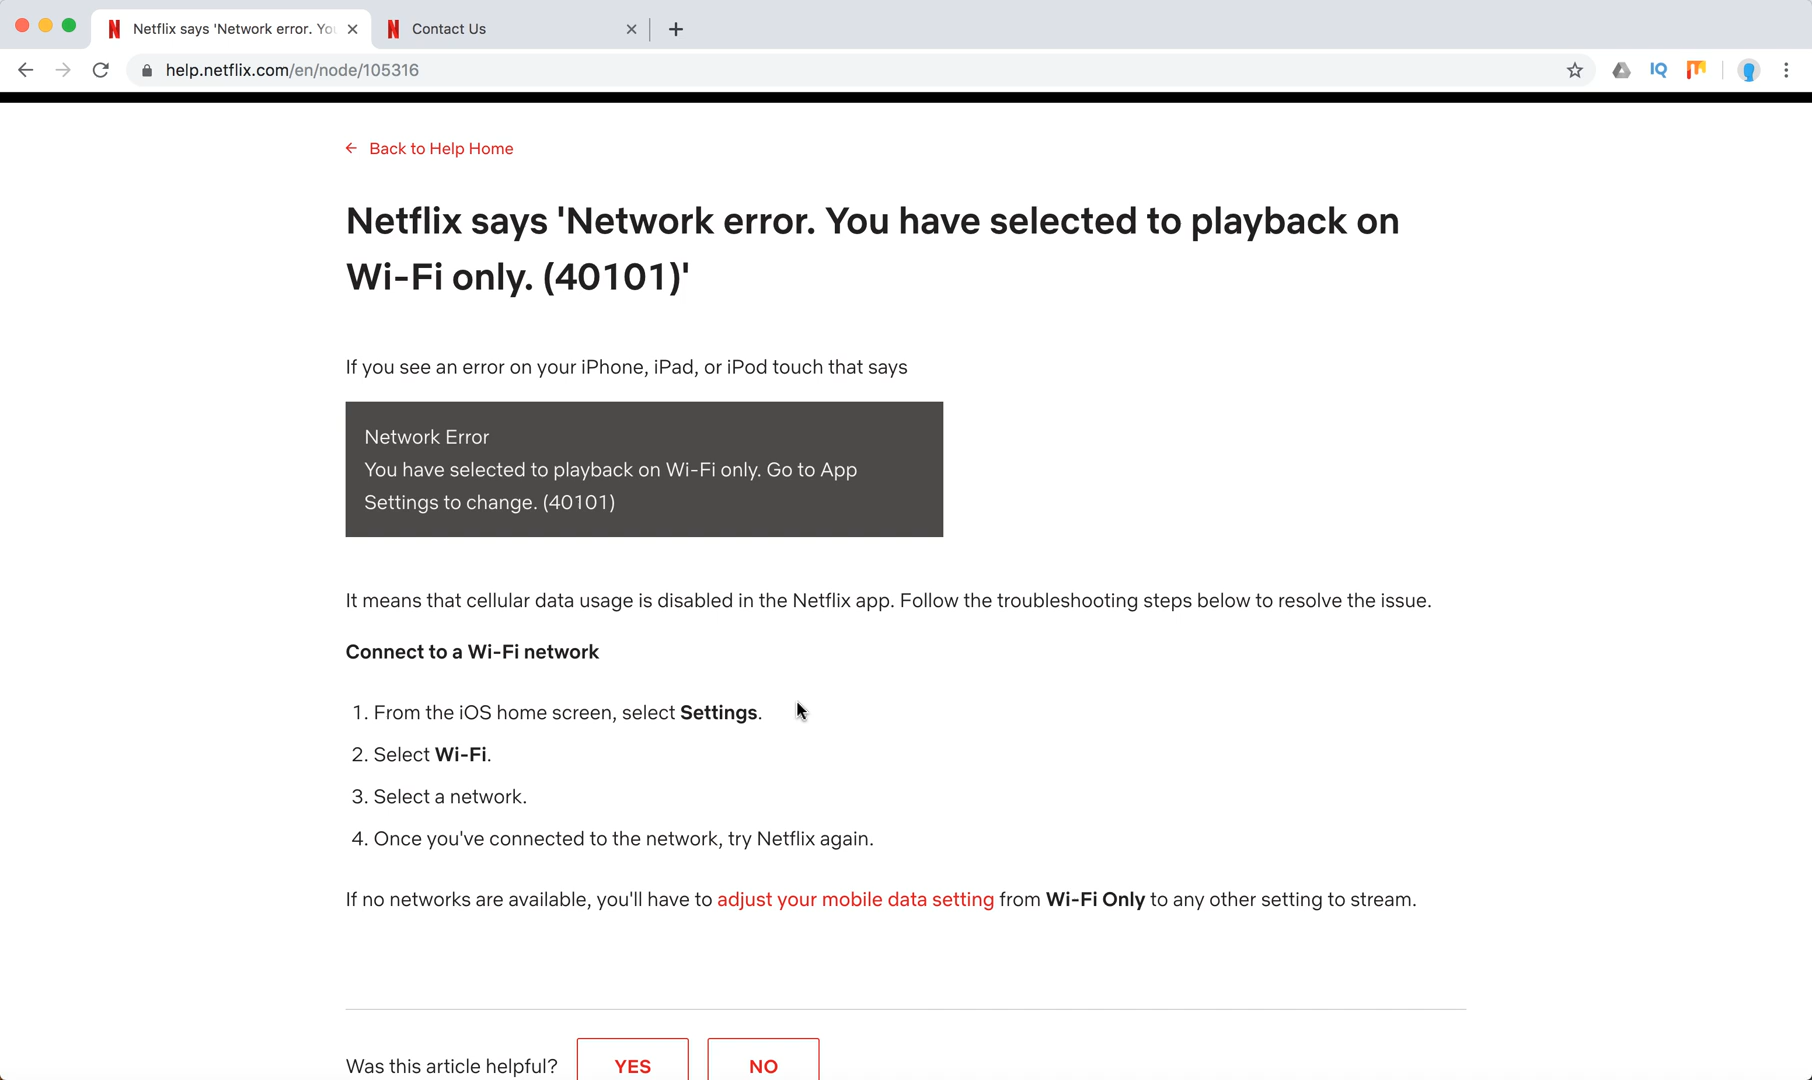 Netflix says 'Network error. You
Contact Us
help.netflix.com/en/node/105316
IQ
Back to Help Home
Netflix says 'Network error. You have selected to playback on
Wi-Fi only. (40101)'
If you see an error on your iPhone, iPad, or iPod touch that says
Network Error
You have selected to playback on Wi-Fi only. Go to App
Settings to change. (40101)
It means that cellular data usage is disabled in the Netflix app. Follow the troubleshooting steps below to resolve the issue.
Connect to a Wi-Fi network
1. From the iOS home screen, select Settings.
2. Select Wi-Fi.
3. Select a network.
4. Once you've connected to the network, try Netflix again.
If no networks are available, you'll have to adjust your mobile data setting from Wi-Fi Only to any other setting to stream.
Was this article helpful? YES NO